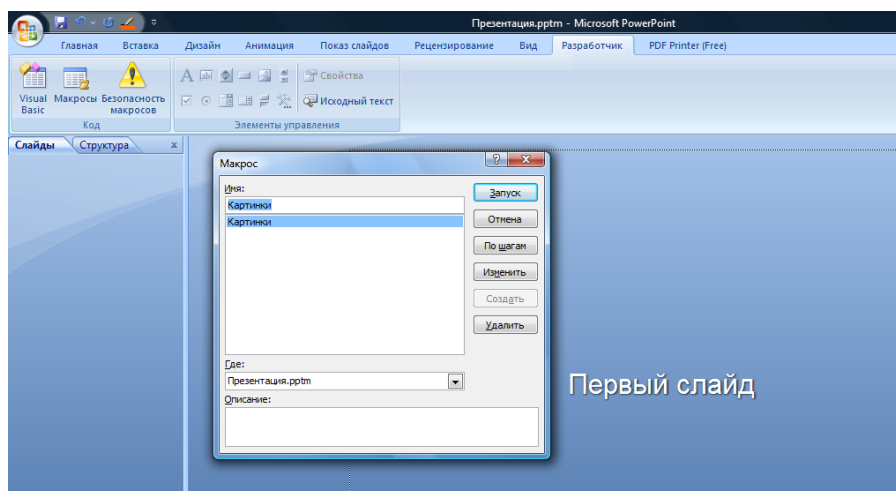 Презентация.pptm - Microsoft PowerPoint
Главная Вставка Дизайн Анимация Показ слайдов Рецензирование Вид Разработчик PDF Printer (Free)
Visual Basic
Макросы
Безопасность макросов
Свойства
Исходный текст
Код
Элементы управления
Слайды Структура x
Макрос
Имя:
Картинки
Картинки
Запуск
Отмена
По шагам
Изменить
Создать
Удалить
Где:
Презентация.pptm
Описание:
Первый слайд